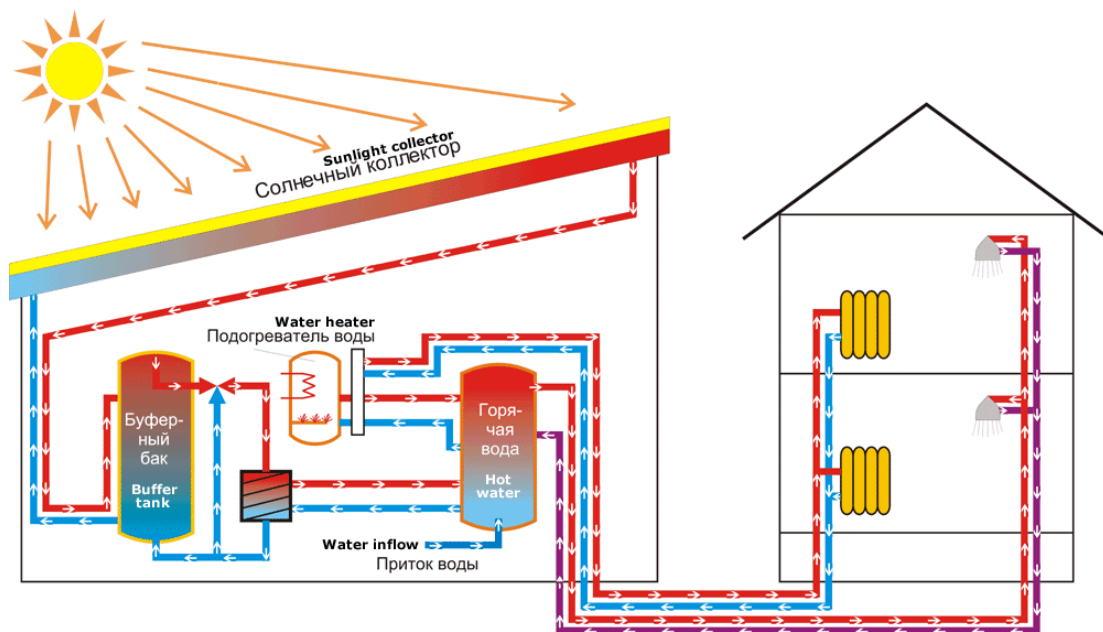 Sunlight collector
Солнечный коллектор
Water heater
Подогреватель воды
Буфер-
ный
бак
Buffer
tank
Горя-
чая
вода
Hot
water
Water inflow
Приток воды